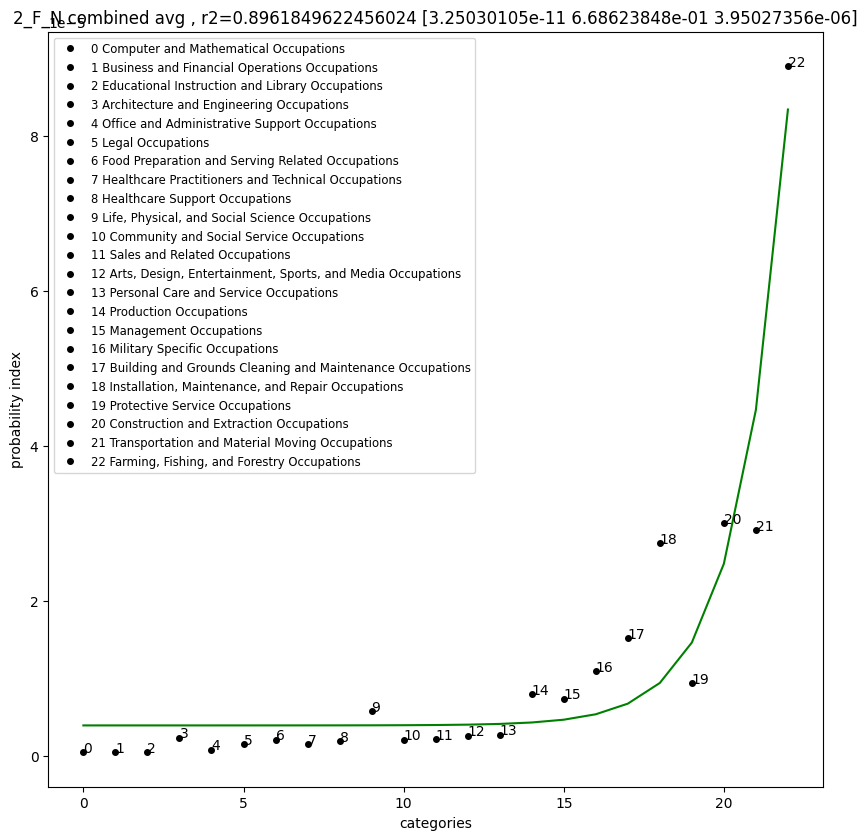 2_F_N combined avg , r2=0.8961849622456024 [3.25030105e-11 6.68623848e-01 3.95027356e-06]
1e−5
0 Computer and Mathematical Occupations
1 Business and Financial Operations Occupations
2 Educational Instruction and Library Occupations
3 Architecture and Engineering Occupations
4 Office and Administrative Support Occupations
5 Legal Occupations
6 Food Preparation and Serving Related Occupations
7 Healthcare Practitioners and Technical Occupations
8 Healthcare Support Occupations
9 Life, Physical, and Social Science Occupations
10 Community and Social Service Occupations
11 Sales and Related Occupations
12 Arts, Design, Entertainment, Sports, and Media Occupations
13 Personal Care and Service Occupations
14 Production Occupations
15 Management Occupations
16 Military Specific Occupations
17 Building and Grounds Cleaning and Maintenance Occupations
18 Installation, Maintenance, and Repair Occupations
19 Protective Service Occupations
20 Construction and Extraction Occupations
21 Transportation and Material Moving Occupations
22 Farming, Fishing, and Forestry Occupations
probability index
8
6
4
2
0
0
1
2
3
4
5
6
7
8
9
10
11
12
13
14
15
16
17
18
19
20
21
22
0
5
10
15
20
categories